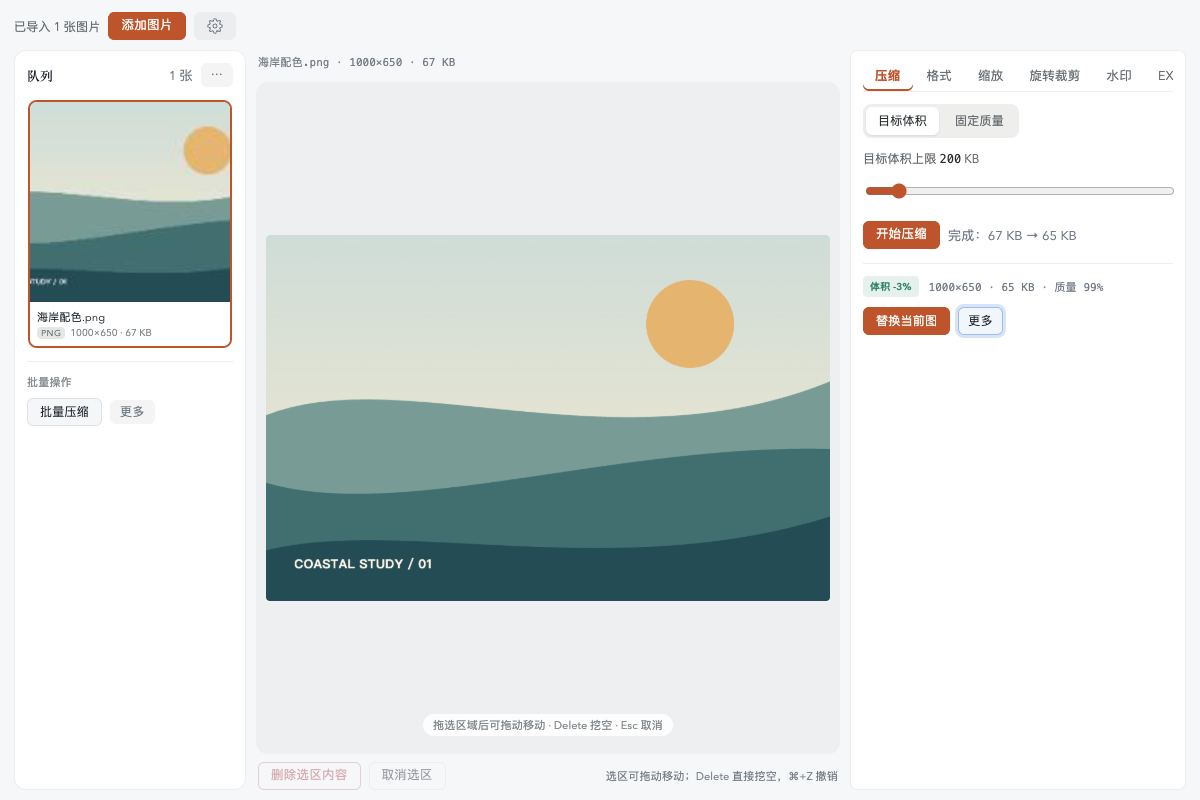 已导入 1 张图片 添加图片
队列 1 张 ···
STUDY / 01
海岸配色.png
PNG 1000×650 · 67 KB
批量操作
批量压缩 更多
海岸配色.png · 1000×650 · 67 KB
COASTAL STUDY / 01
拖选区域后可拖动移动 · Delete 挖空 · Esc 取消
删除选区内容 取消选区 选区可拖动移动；Delete 直接挖空，⌘+Z 撤销
压缩 格式 缩放 旋转裁剪 水印 EX
目标体积 固定质量
目标体积上限 200 KB
开始压缩 完成：67 KB → 65 KB
体积 -3% 1000×650 · 65 KB · 质量 99%
替换当前图 更多